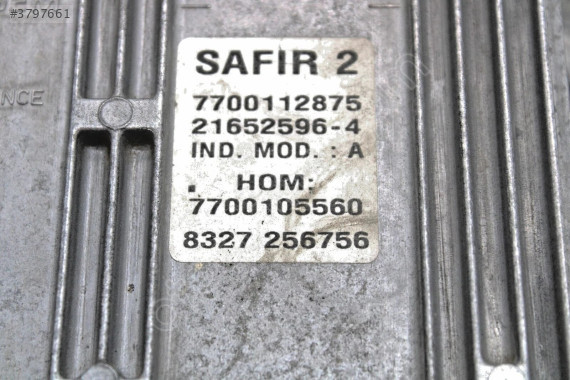 #3797661
NCE
SAFIR 2
7700112875
21652596-4
IND. MOD. : A
. HOM:
7700105560
8327 256756